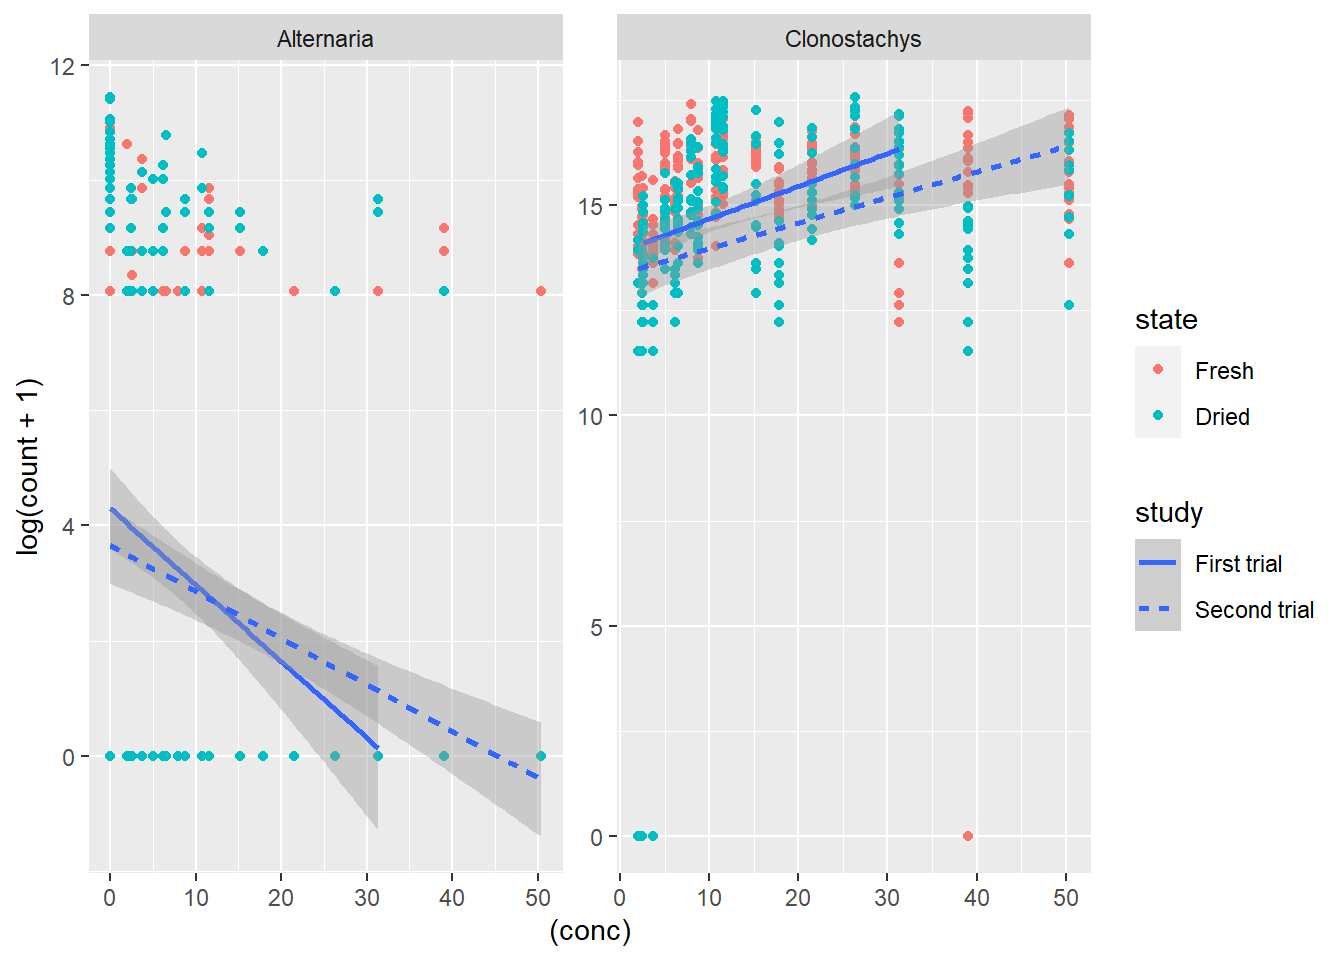 Alternaria
Clonostachys
12
8
4
0
15
10
5
0
log(count + 1)
0 10 20 30 40 50
0 10 20 30 40 50
(conc)
state
Fresh
Dried
study
First trial
Second trial